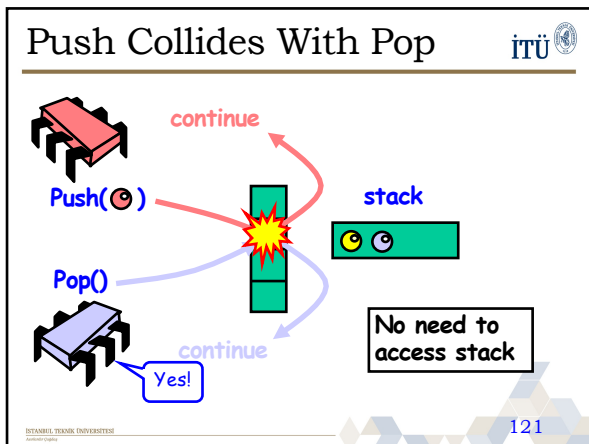 Push Collides With Pop
İTÜ
continue
Push( )
stack
Pop()
No need to
access stack
continue
Yes!
İSTANBUL TEKNİK ÜNİVERSİTESİ
121